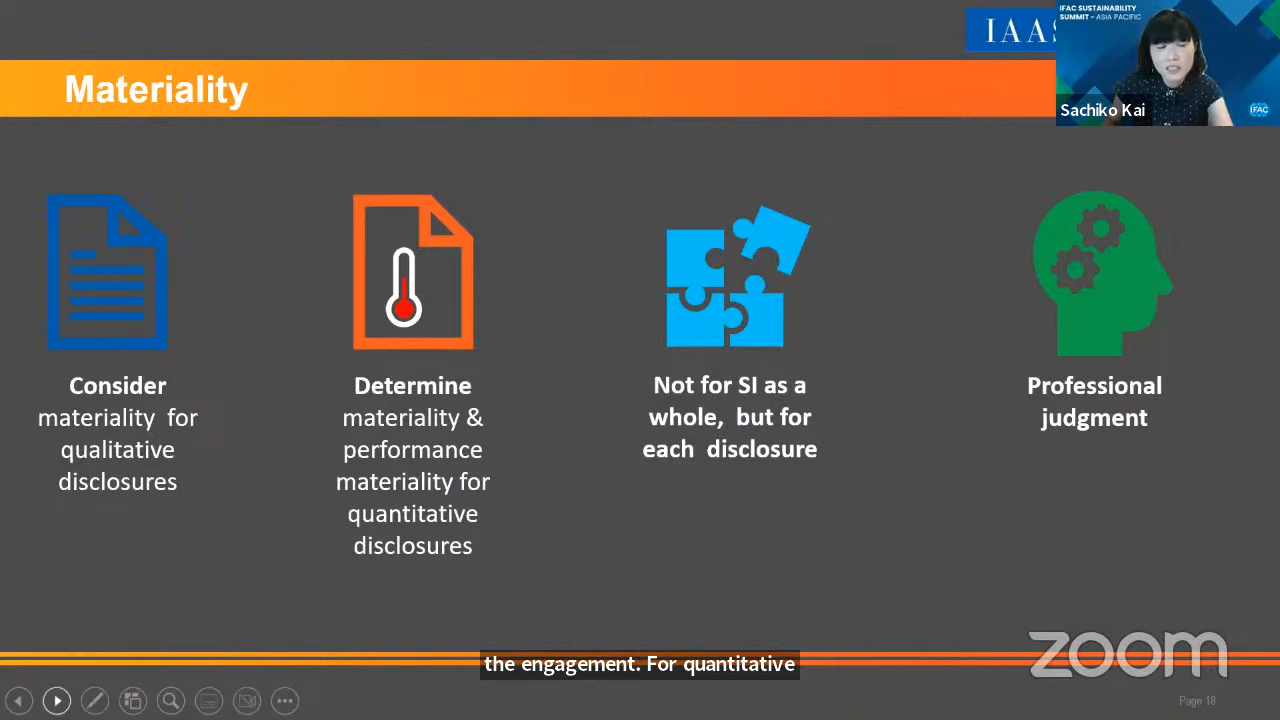 IAAS
IFAC SUSTAINABILITY
SUMMIT - ASIA PACIFIC
Sachiko Kai
IFAC
Materiality
Consider
materiality for
qualitative
disclosures
Determine
materiality &
performance
materiality for
quantitative
disclosures
Not for SI as a
whole, but for
each disclosure
Professional
judgment
the engagement. For quantitative
zoom
Page 18